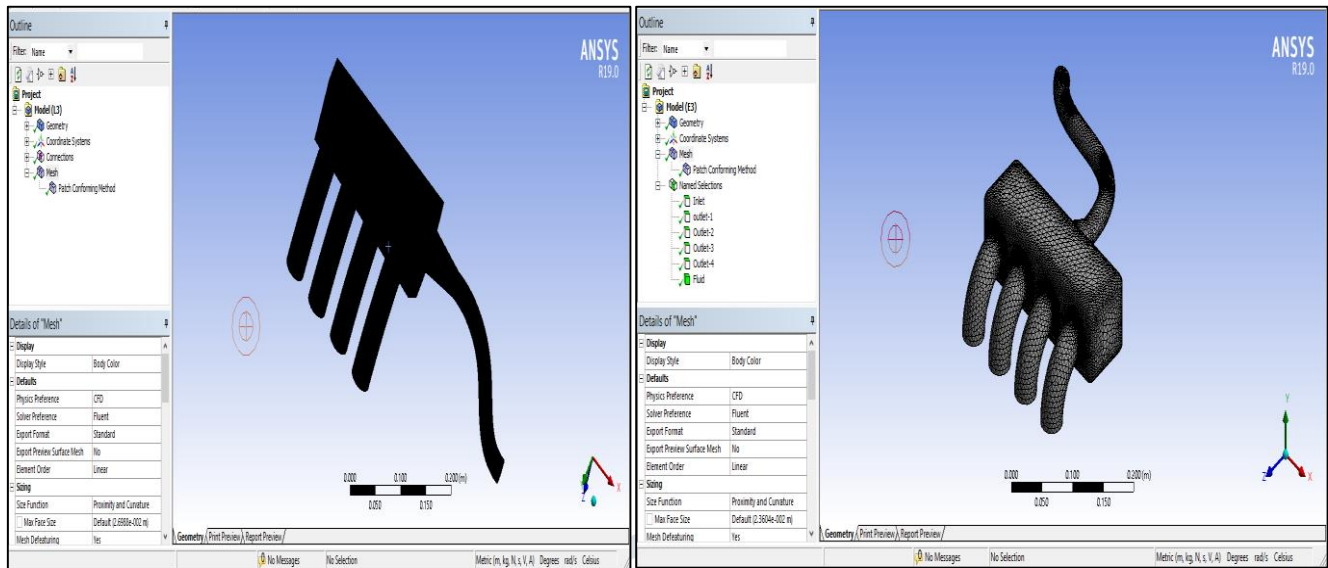 Outline
Filter: Name
Project
Model (L3)
Geometry
Coordinate Systems
Connections
Mesh
Patch Conforming Method
Details of "Mesh"
Display
Display Style Body Color
Defaults
Physics Preference CFD
Solver Preference Fluent
Export Format Standard
Export Preview Surface Mesh No
Element Order Linear
Sizing
Size Function Proximity and Curvature
Max Face Size Default (2.6988e-002 m)
Mesh Defeaturing Yes
ANSYS
R19.0
0.000 0.100 0.200 (m)
0.050 0.150
X
Geometry Print Preview Report Preview
No Messages No Selection Metric (m, kg, N, s, V, A) Degrees rad/s Celsius
Outline
Filter: Name
Project
Model (E3)
Geometry
Coordinate Systems
Mesh
Patch Conforming Method
Named Selections
Inlet
outlet-1
Outlet-2
Outlet-3
Outlet-4
Fluid
Details of "Mesh"
Display
Display Style Body Color
Defaults
Physics Preference CFD
Solver Preference Fluent
Export Format Standard
Export Preview Surface Mesh No
Element Order Linear
Sizing
Size Function Proximity and Curvature
Max Face Size Default (2.3604e-002 m)
Mesh Defeaturing Yes
ANSYS
R19.0
0.000 0.100 0.200 (m)
0.050 0.150
Y
Z X
Geometry Print Preview Report Preview
No Messages No Selection Metric (m, kg, N, s, V, A) Degrees rad/s Celsius